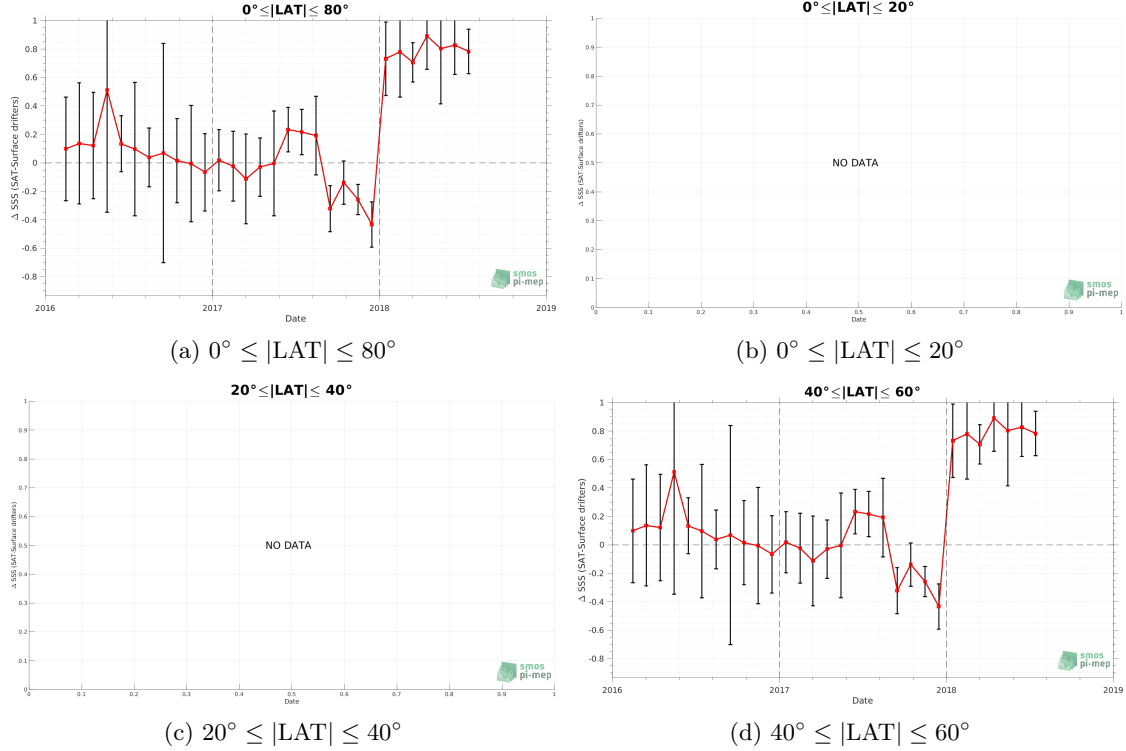 0°≤|LAT|≤ 80°
1
0.8
0.6
0.4
0.2
0
-0.2
-0.4
-0.6
-0.8
Δ SSS (SAT-Surface drifters)
2016
2017
2018
2019
Date
smos
pi-mep
(a) 0° ≤ |LAT| ≤ 80°
0°≤|LAT|≤ 20°
1
0.9
0.8
0.7
0.6
0.5
0.4
0.3
0.2
0.1
0
Δ SSS (SAT-Surface drifters)
NO DATA
0 0.1 0.2 0.3 0.4 0.5 0.6 0.7 0.8 0.9 1
Date
smos
pi-mep
(b) 0° ≤ |LAT| ≤ 20°
20°≤|LAT|≤ 40°
1
0.9
0.8
0.7
0.6
0.5
0.4
0.3
0.2
0.1
0
Δ SSS (SAT-Surface drifters)
NO DATA
0 0.1 0.2 0.3 0.4 0.5 0.6 0.7 0.8 0.9 1
Date
smos
pi-mep
(c) 20° ≤ |LAT| ≤ 40°
40°≤|LAT|≤ 60°
1
0.8
0.6
0.4
0.2
0
-0.2
-0.4
-0.6
-0.8
Δ SSS (SAT-Surface drifters)
2016
2017
2018
2019
Date
smos
pi-mep
(d) 40° ≤ |LAT| ≤ 60°